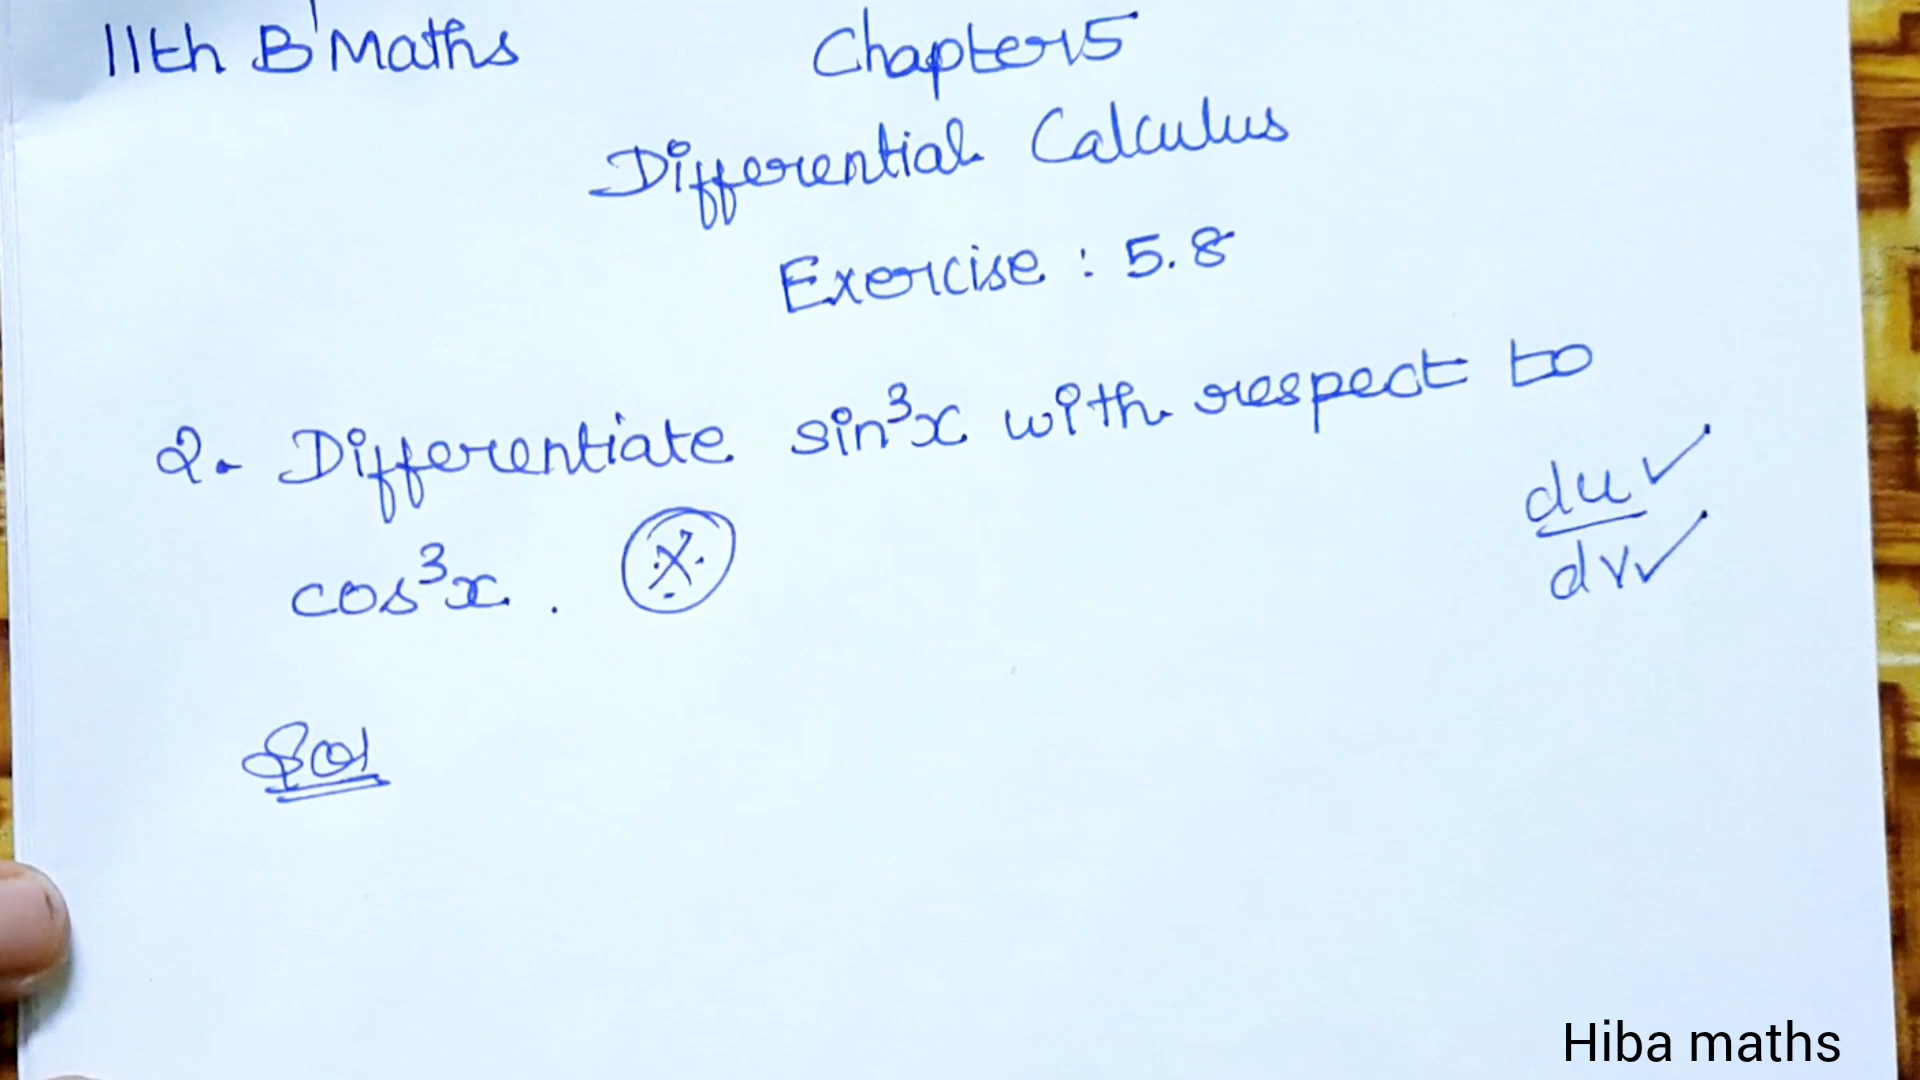 11th B'Maths Chapter 5
Differential Calculus
Exercise : 5.8
2. Differentiate sin³x with respect to
cos³x.
du
dv
Sol
Hiba maths